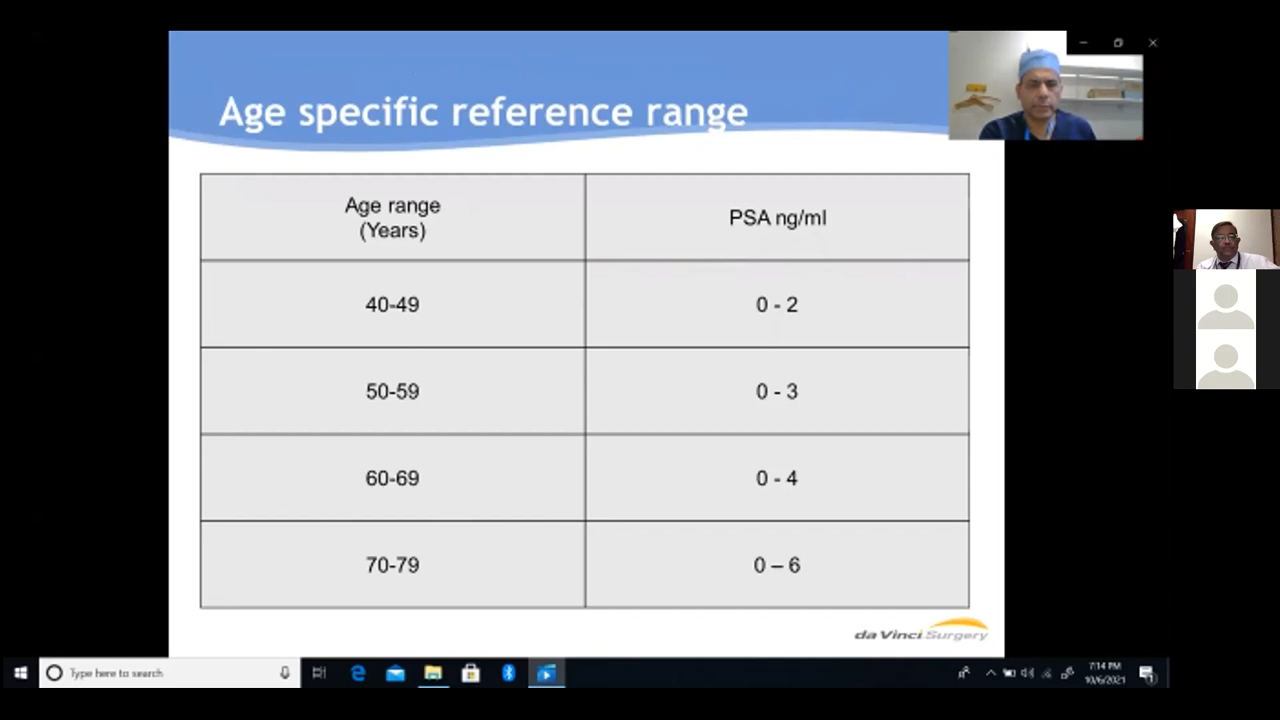 Age specific reference range
Age range
(Years)
PSA ng/ml
40-49
0 - 2
50-59
0 - 3
60-69
0 - 4
70-79
0 – 6
da Vinci Surgery
Type here to search
7:14 PM
10/6/2021
1